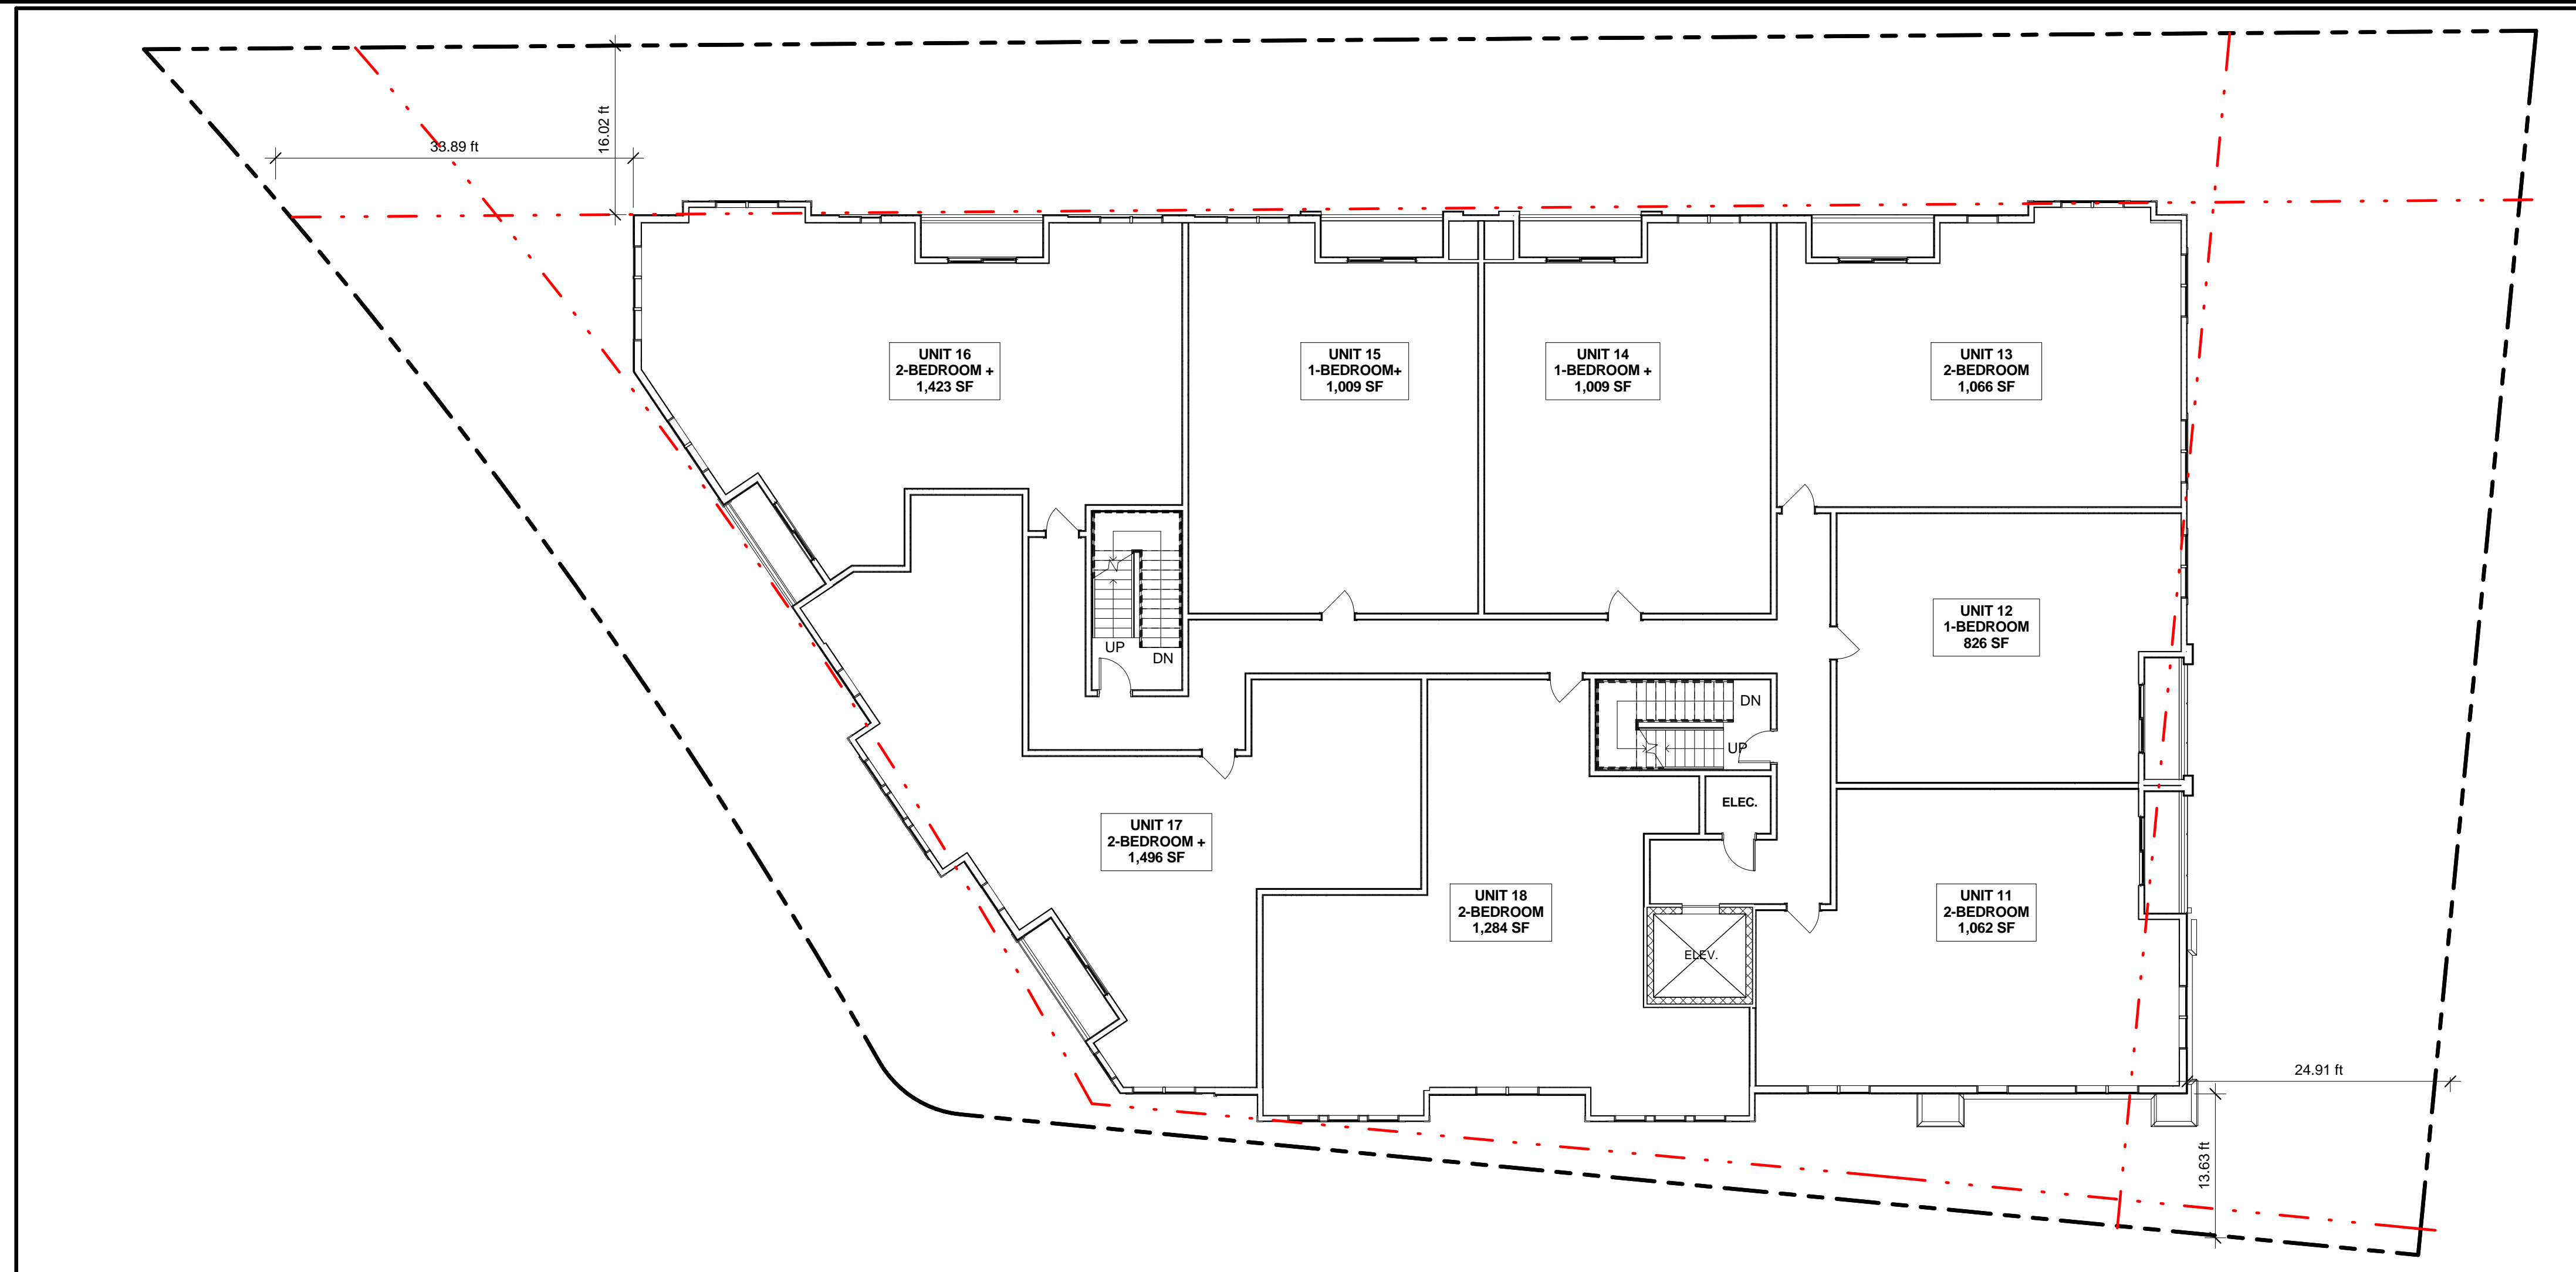 16.02 ft
33.89 ft
UNIT 16
2-BEDROOM +
1,423 SF
UNIT 15
1-BEDROOM+
1,009 SF
UNIT 14
1-BEDROOM +
1,009 SF
UNIT 13
2-BEDROOM
1,066 SF
UNIT 12
1-BEDROOM
826 SF
UP
DN
DN
UP
ELEC.
UNIT 17
2-BEDROOM +
1,496 SF
UNIT 18
2-BEDROOM
1,284 SF
UNIT 11
2-BEDROOM
1,062 SF
ELEV.
24.91 ft
13.63 ft